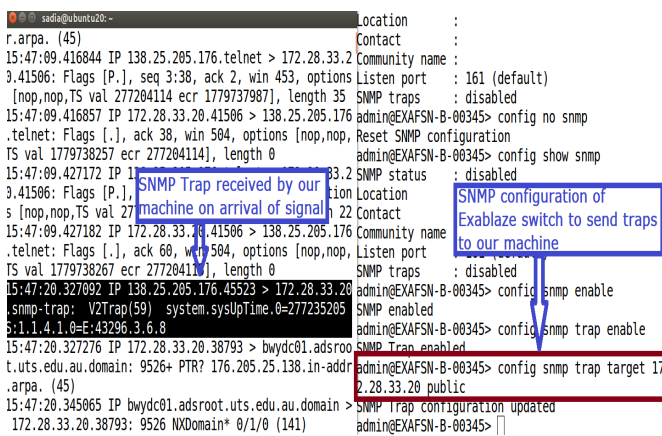 sadia@ubuntu20: ~
r.arpa. (45)
15:47:09.416844 IP 138.25.205.176.telnet > 172.28.33.2
0.41506: Flags [P.], seq 3:38, ack 2, win 453, options
[nop,nop,TS val 277204114 ecr 1779737987], length 35
15:47:09.416857 IP 172.28.33.20.41506 > 138.25.205.176
.telnet: Flags [.], ack 38, win 504, options [nop,nop,
TS val 1779738257 ecr 277204114], length 0
15:47:09.427172 IP
0.41506: Flags [P.],
s [nop,nop,TS val 22
15:47:09.427182 IP 172.28.33.20.41506 > 138.25.205.176
.telnet: Flags [.], ack 60, win 504, options [nop,nop,
TS val 1779738267 ecr length 0
15:47:20.327092 IP 138.25.205.176.45523 > 172.28.33.20
.snmp-trap: V2Trap(59) system.sysUpTime.0=277235205
S:1.1.4.1.0=E:43296.3.6.8
15:47:20.327276 IP 172.28.33.20.38793 > bwydc01.adsroo
t.uts.edu.au.domain: 9526+ PTR? 176.205.25.138.in-addr
.arpa. (45)
15:47:20.345065 IP bwydc01.adsroot.uts.edu.au.domain >
172.28.33.20.38793: 9526 NXDomain* 0/1/0 (141)
SNMP Trap received by our
machine on arrival of signal
Location :
Contact :
Community name :
Listen port : 161 (default)
SNMP traps : disabled
admin@EXAFSN-B-00345> config no snmp
Reset SNMP configuration
admin@EXAFSN-B-00345> config show snmp
SNMP status : disabled
Location
Contact
Community name
Listen port
SNMP traps : disabled
admin@EXAFSN-B-00345> config snmp enable
SNMP enabled
admin@EXAFSN-B-00345> config snmp trap enable
SNMP Trap enabled
admin@EXAFSN-B-00345> config snmp trap target 17
2.28.33.20 public
SNMP Trap configuration updated
admin@EXAFSN-B-00345>
SNMP configuration of
Exablaze switch to send traps
to our machine